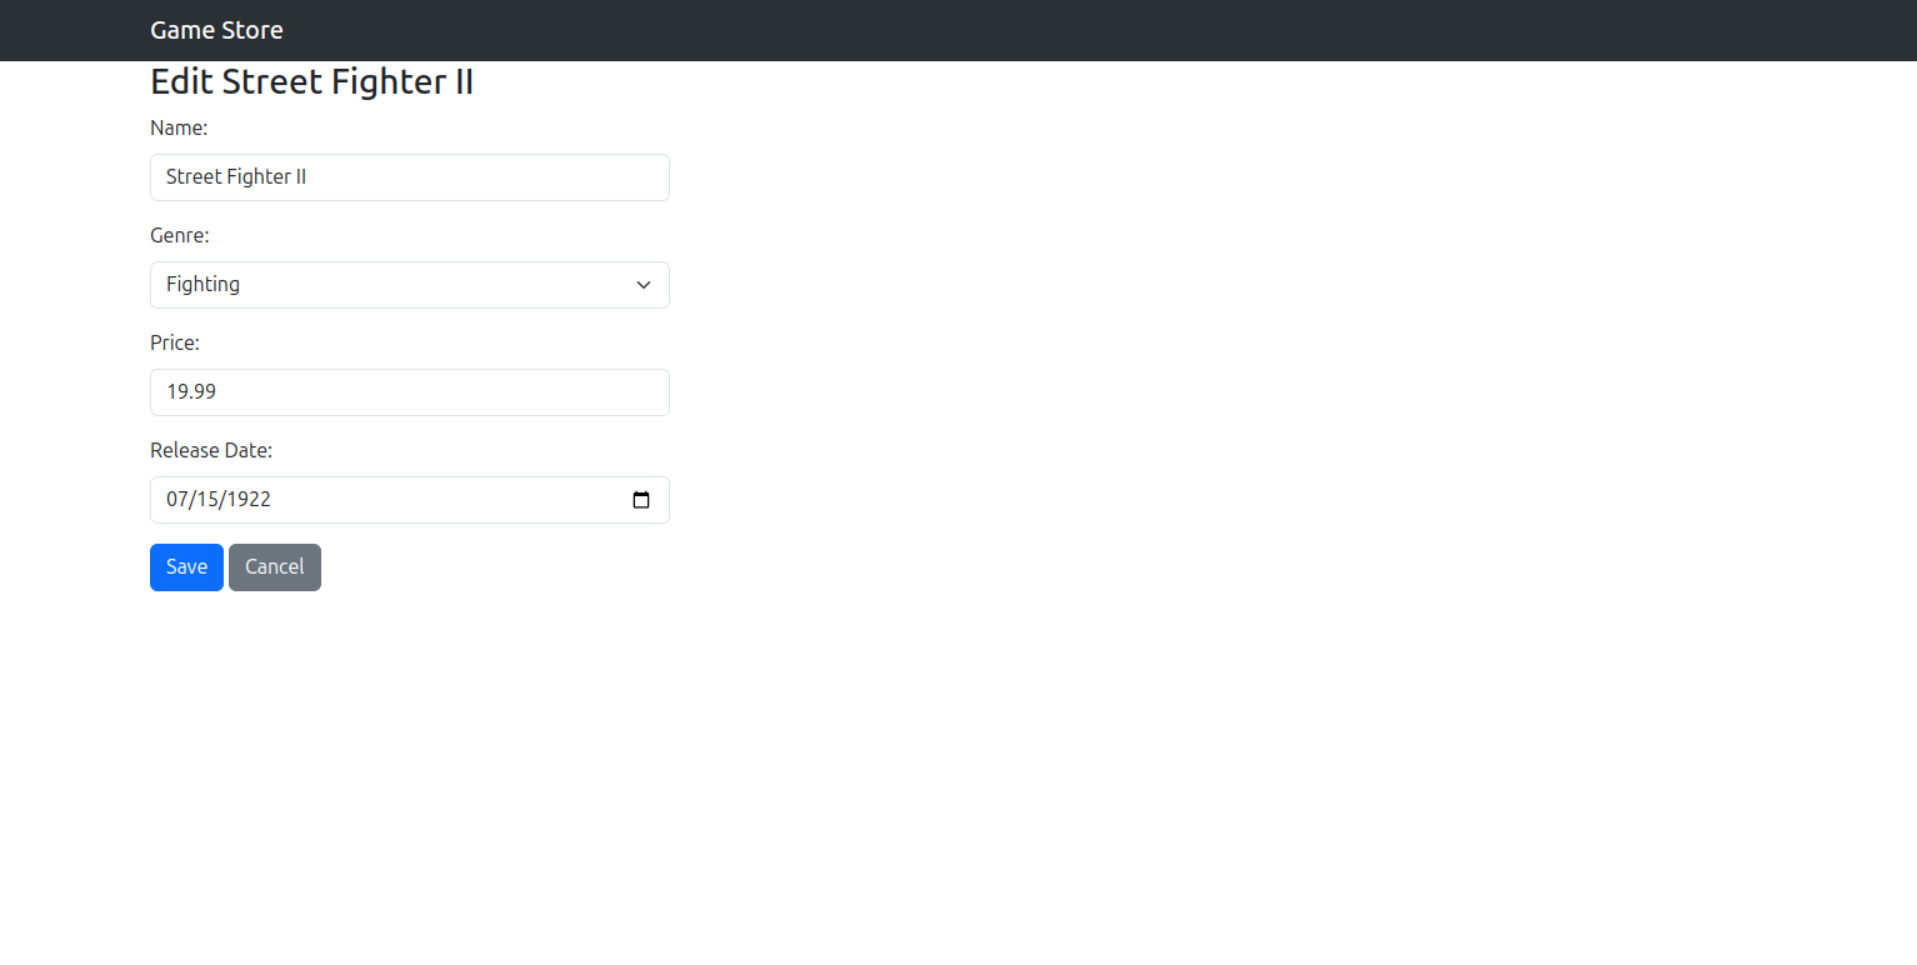 Game Store
Edit Street Fighter II
Name:
Street Fighter II
Genre:
Fighting
Price:
19.99
Release Date:
07/15/1922
Save Cancel